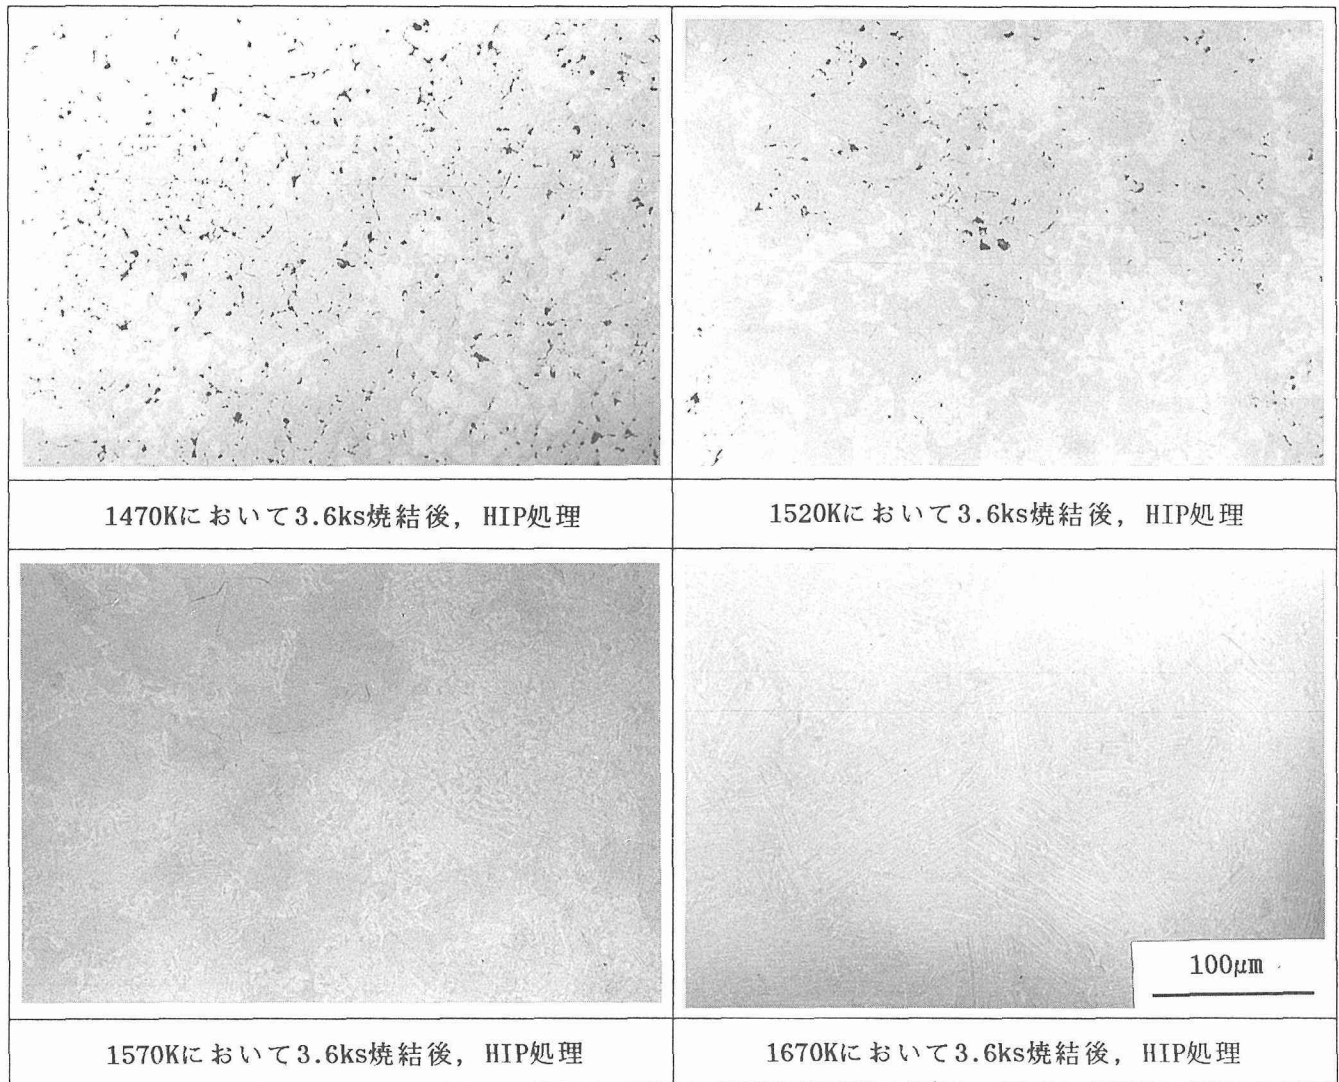 1470Kにおいて3.6ks焼結後, HIP処理
1520Kにおいて3.6ks焼結後, HIP処理
1570Kにおいて3.6ks焼結後, HIP処理
100μm
1670Kにおいて3.6ks焼結後, HIP処理